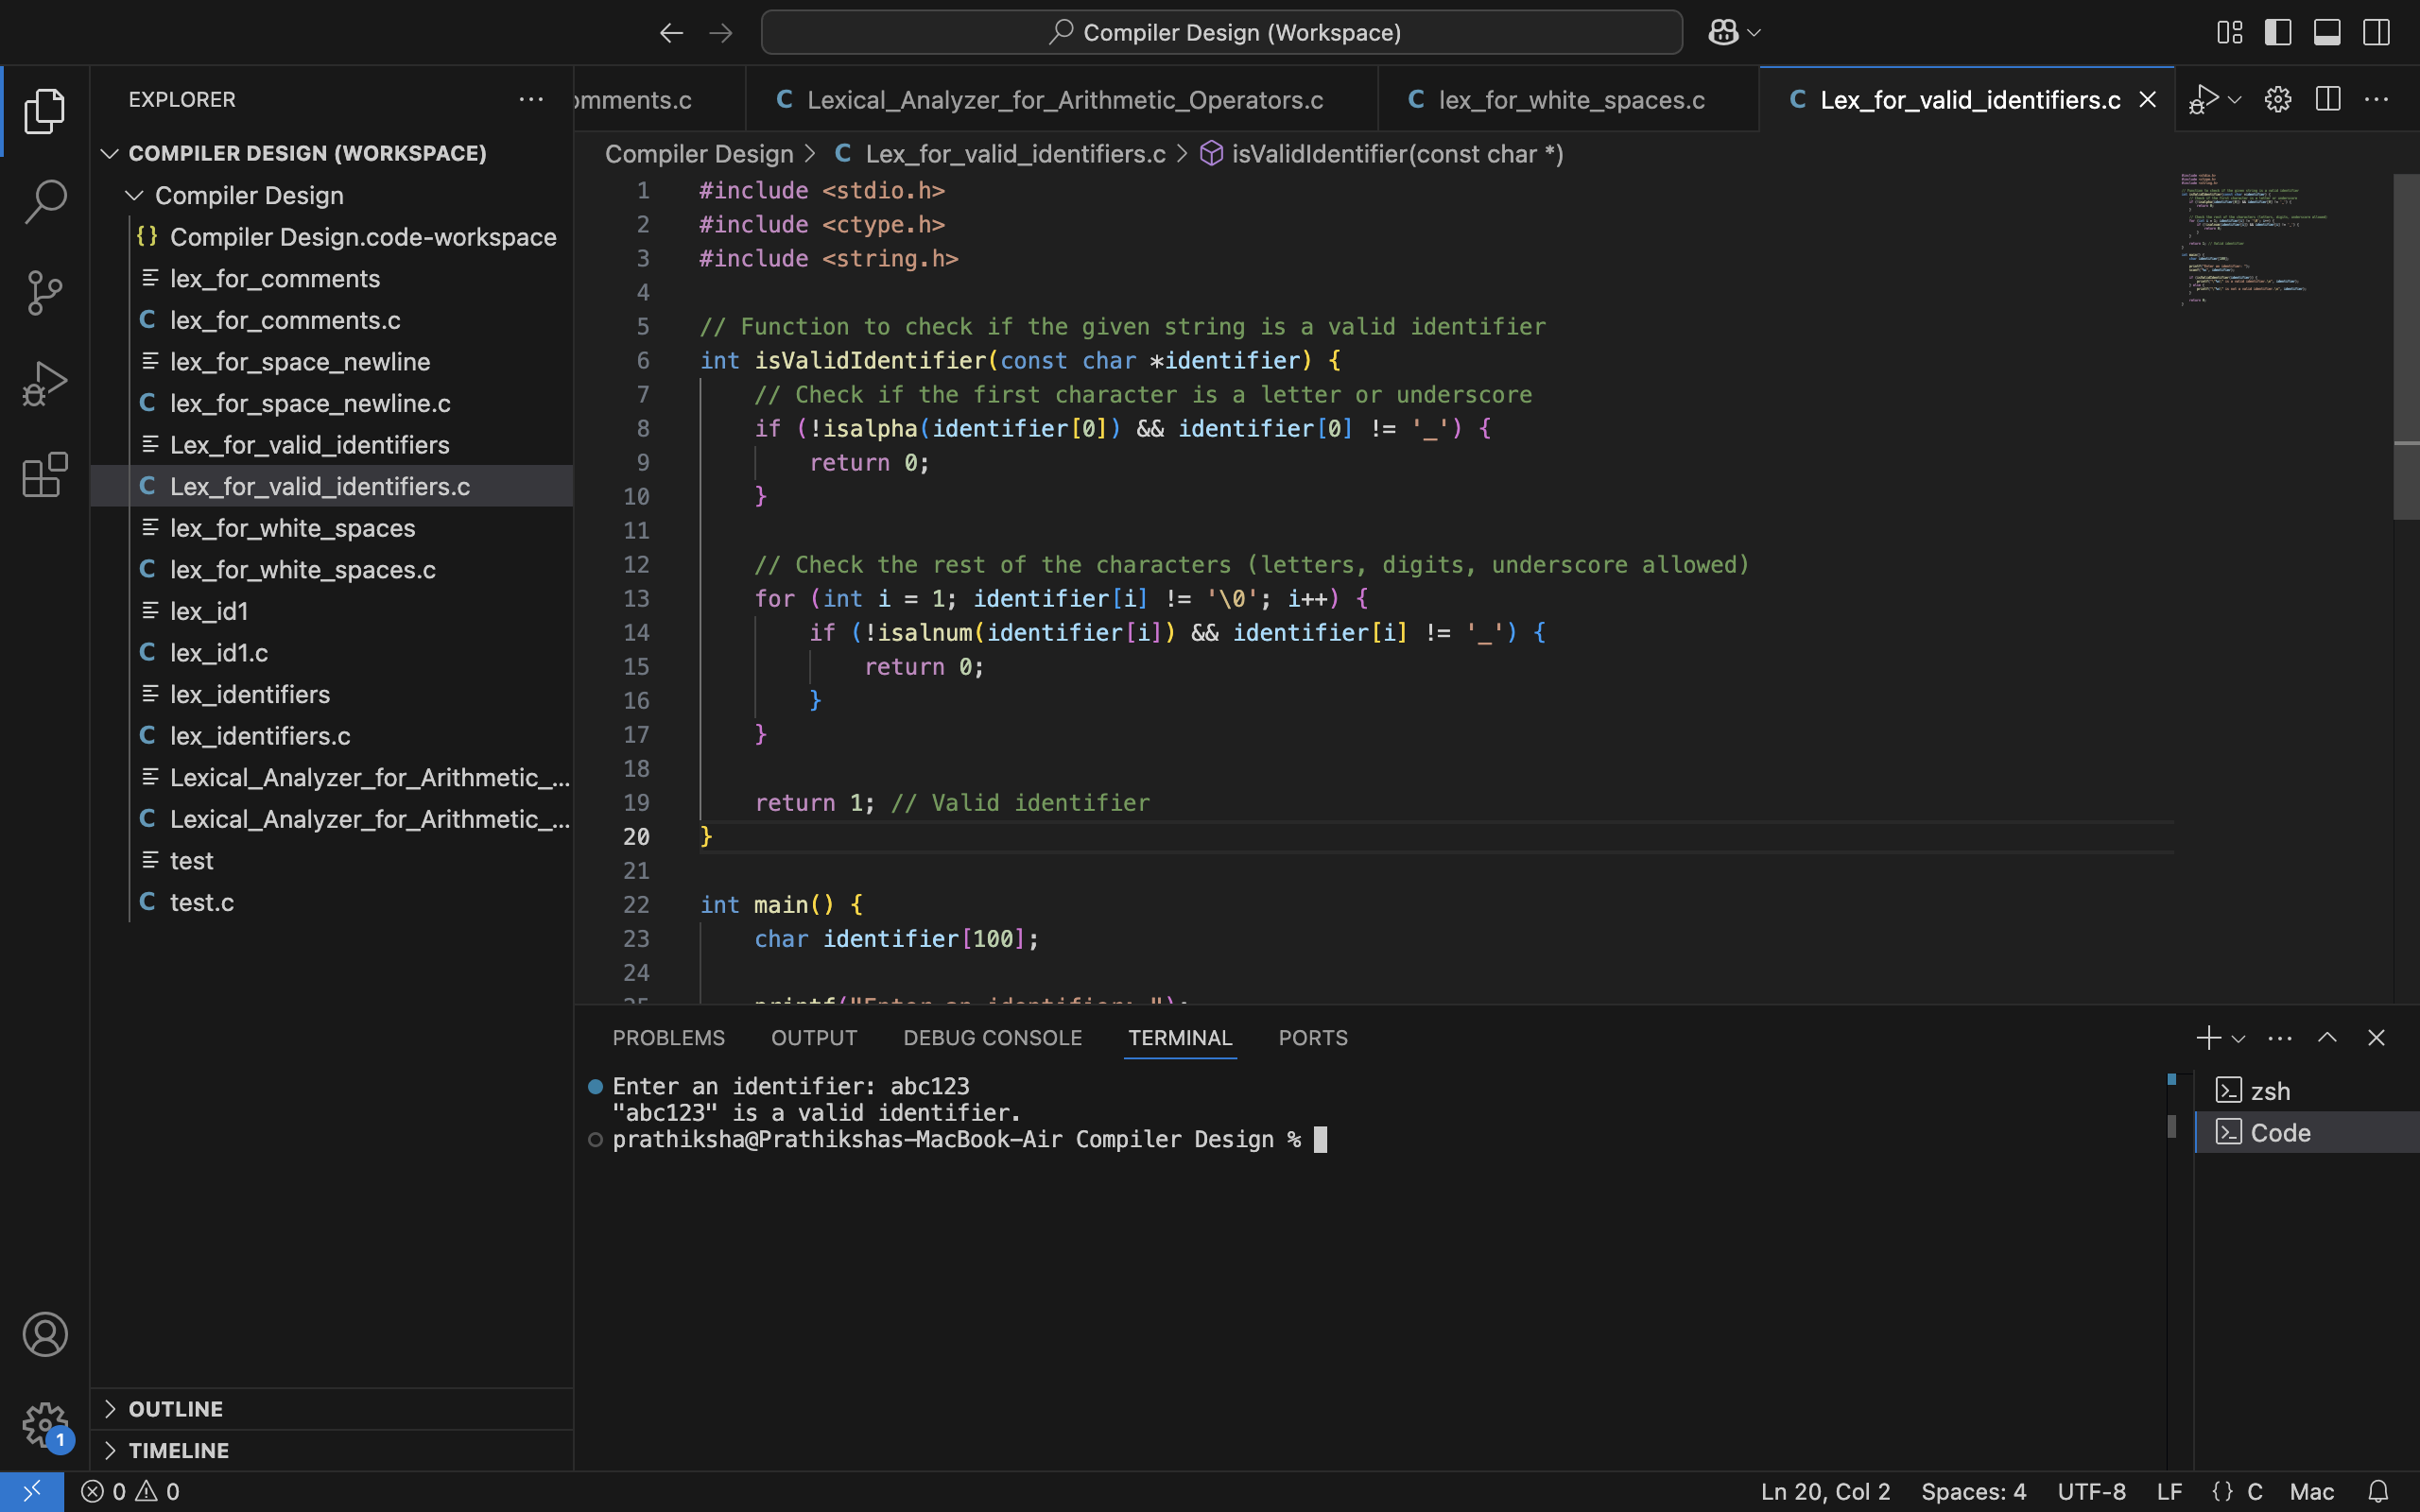 Compiler Design (Workspace)
EXPLORER
COMPILER DESIGN (WORKSPACE)
Compiler Design
{} Compiler Design.code-workspace
lex_for_comments
C lex_for_comments.c
lex_for_space_newline
C lex_for_space_newline.c
Lex_for_valid_identifiers
C Lex_for_valid_identifiers.c
lex_for_white_spaces
C lex_for_white_spaces.c
lex_id1
C lex_id1.c
lex_identifiers
C lex_identifiers.c
Lexical_Analyzer_for_Arithmetic_...
C Lexical_Analyzer_for_Arithmetic_...
test
C test.c
OUTLINE
TIMELINE
1
omments.c
C Lexical_Analyzer_for_Arithmetic_Operators.c
C lex_for_white_spaces.c
C Lex_for_valid_identifiers.c
Compiler Design > C Lex_for_valid_identifiers.c > isValidIdentifier(const char *)
1 #include <stdio.h>
2 #include <ctype.h>
3 #include <string.h>
4
5 // Function to check if the given string is a valid identifier
6 int isValidIdentifier(const char *identifier) {
7 // Check if the first character is a letter or underscore
8 if (!isalpha(identifier[0]) && identifier[0] != '_') {
9 return 0;
10 }
11
12 // Check the rest of the characters (letters, digits, underscore allowed)
13 for (int i = 1; identifier[i] != '\0'; i++) {
14 if (!isalnum(identifier[i]) && identifier[i] != '_') {
15 return 0;
16 }
17 }
18
19 return 1; // Valid identifier
20 }
21
22 int main() {
23 char identifier[100];
24
25 printf("Enter an identifier: ");
PROBLEMS OUTPUT DEBUG CONSOLE TERMINAL PORTS
Enter an identifier: abc123
"abc123" is a valid identifier.
prathiksha@Prathikshas-MacBook-Air Compiler Design %
zsh
Code
0 0
Ln 20, Col 2 Spaces: 4 UTF-8 LF {} C Mac